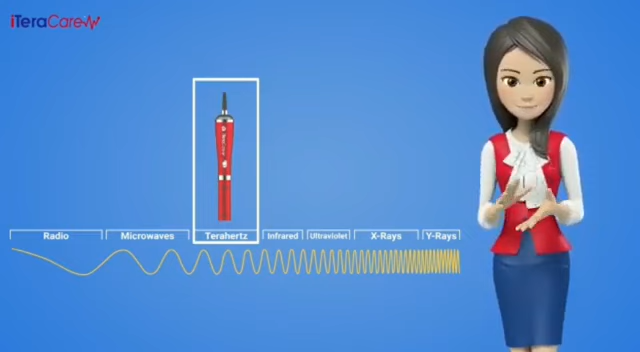 iTeraCare
Radio
Microwaves
Terahertz
Infrared
Ultraviolet
X-Rays
Y-Rays